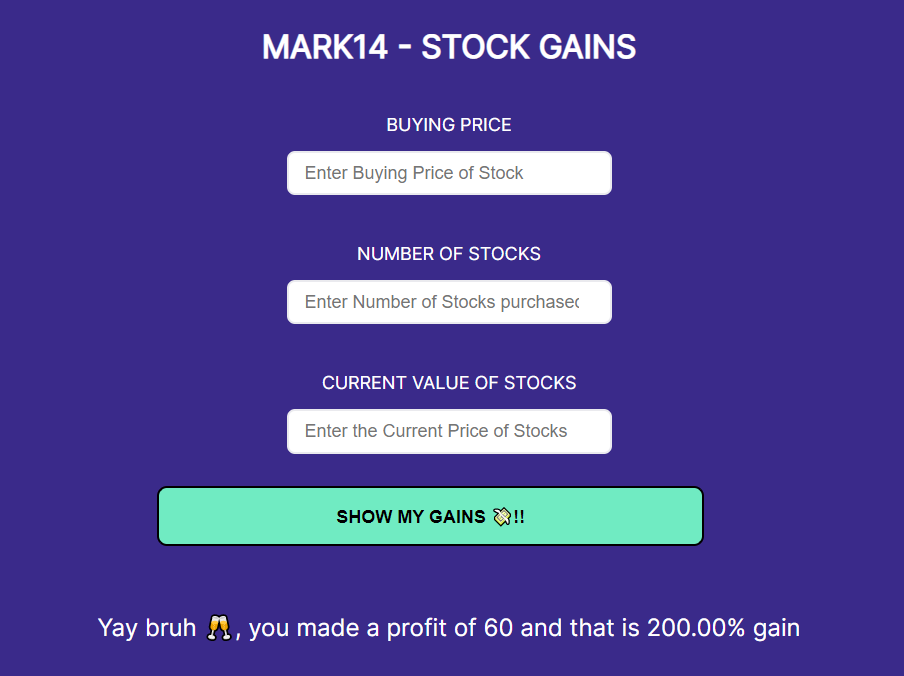 MARK14 - STOCK GAINS
BUYING PRICE
Enter Buying Price of Stock
NUMBER OF STOCKS
Enter Number of Stocks purchased
CURRENT VALUE OF STOCKS
Enter the Current Price of Stocks
SHOW MY GAINS 💸!!
Yay bruh 🥂, you made a profit of 60 and that is 200.00% gain